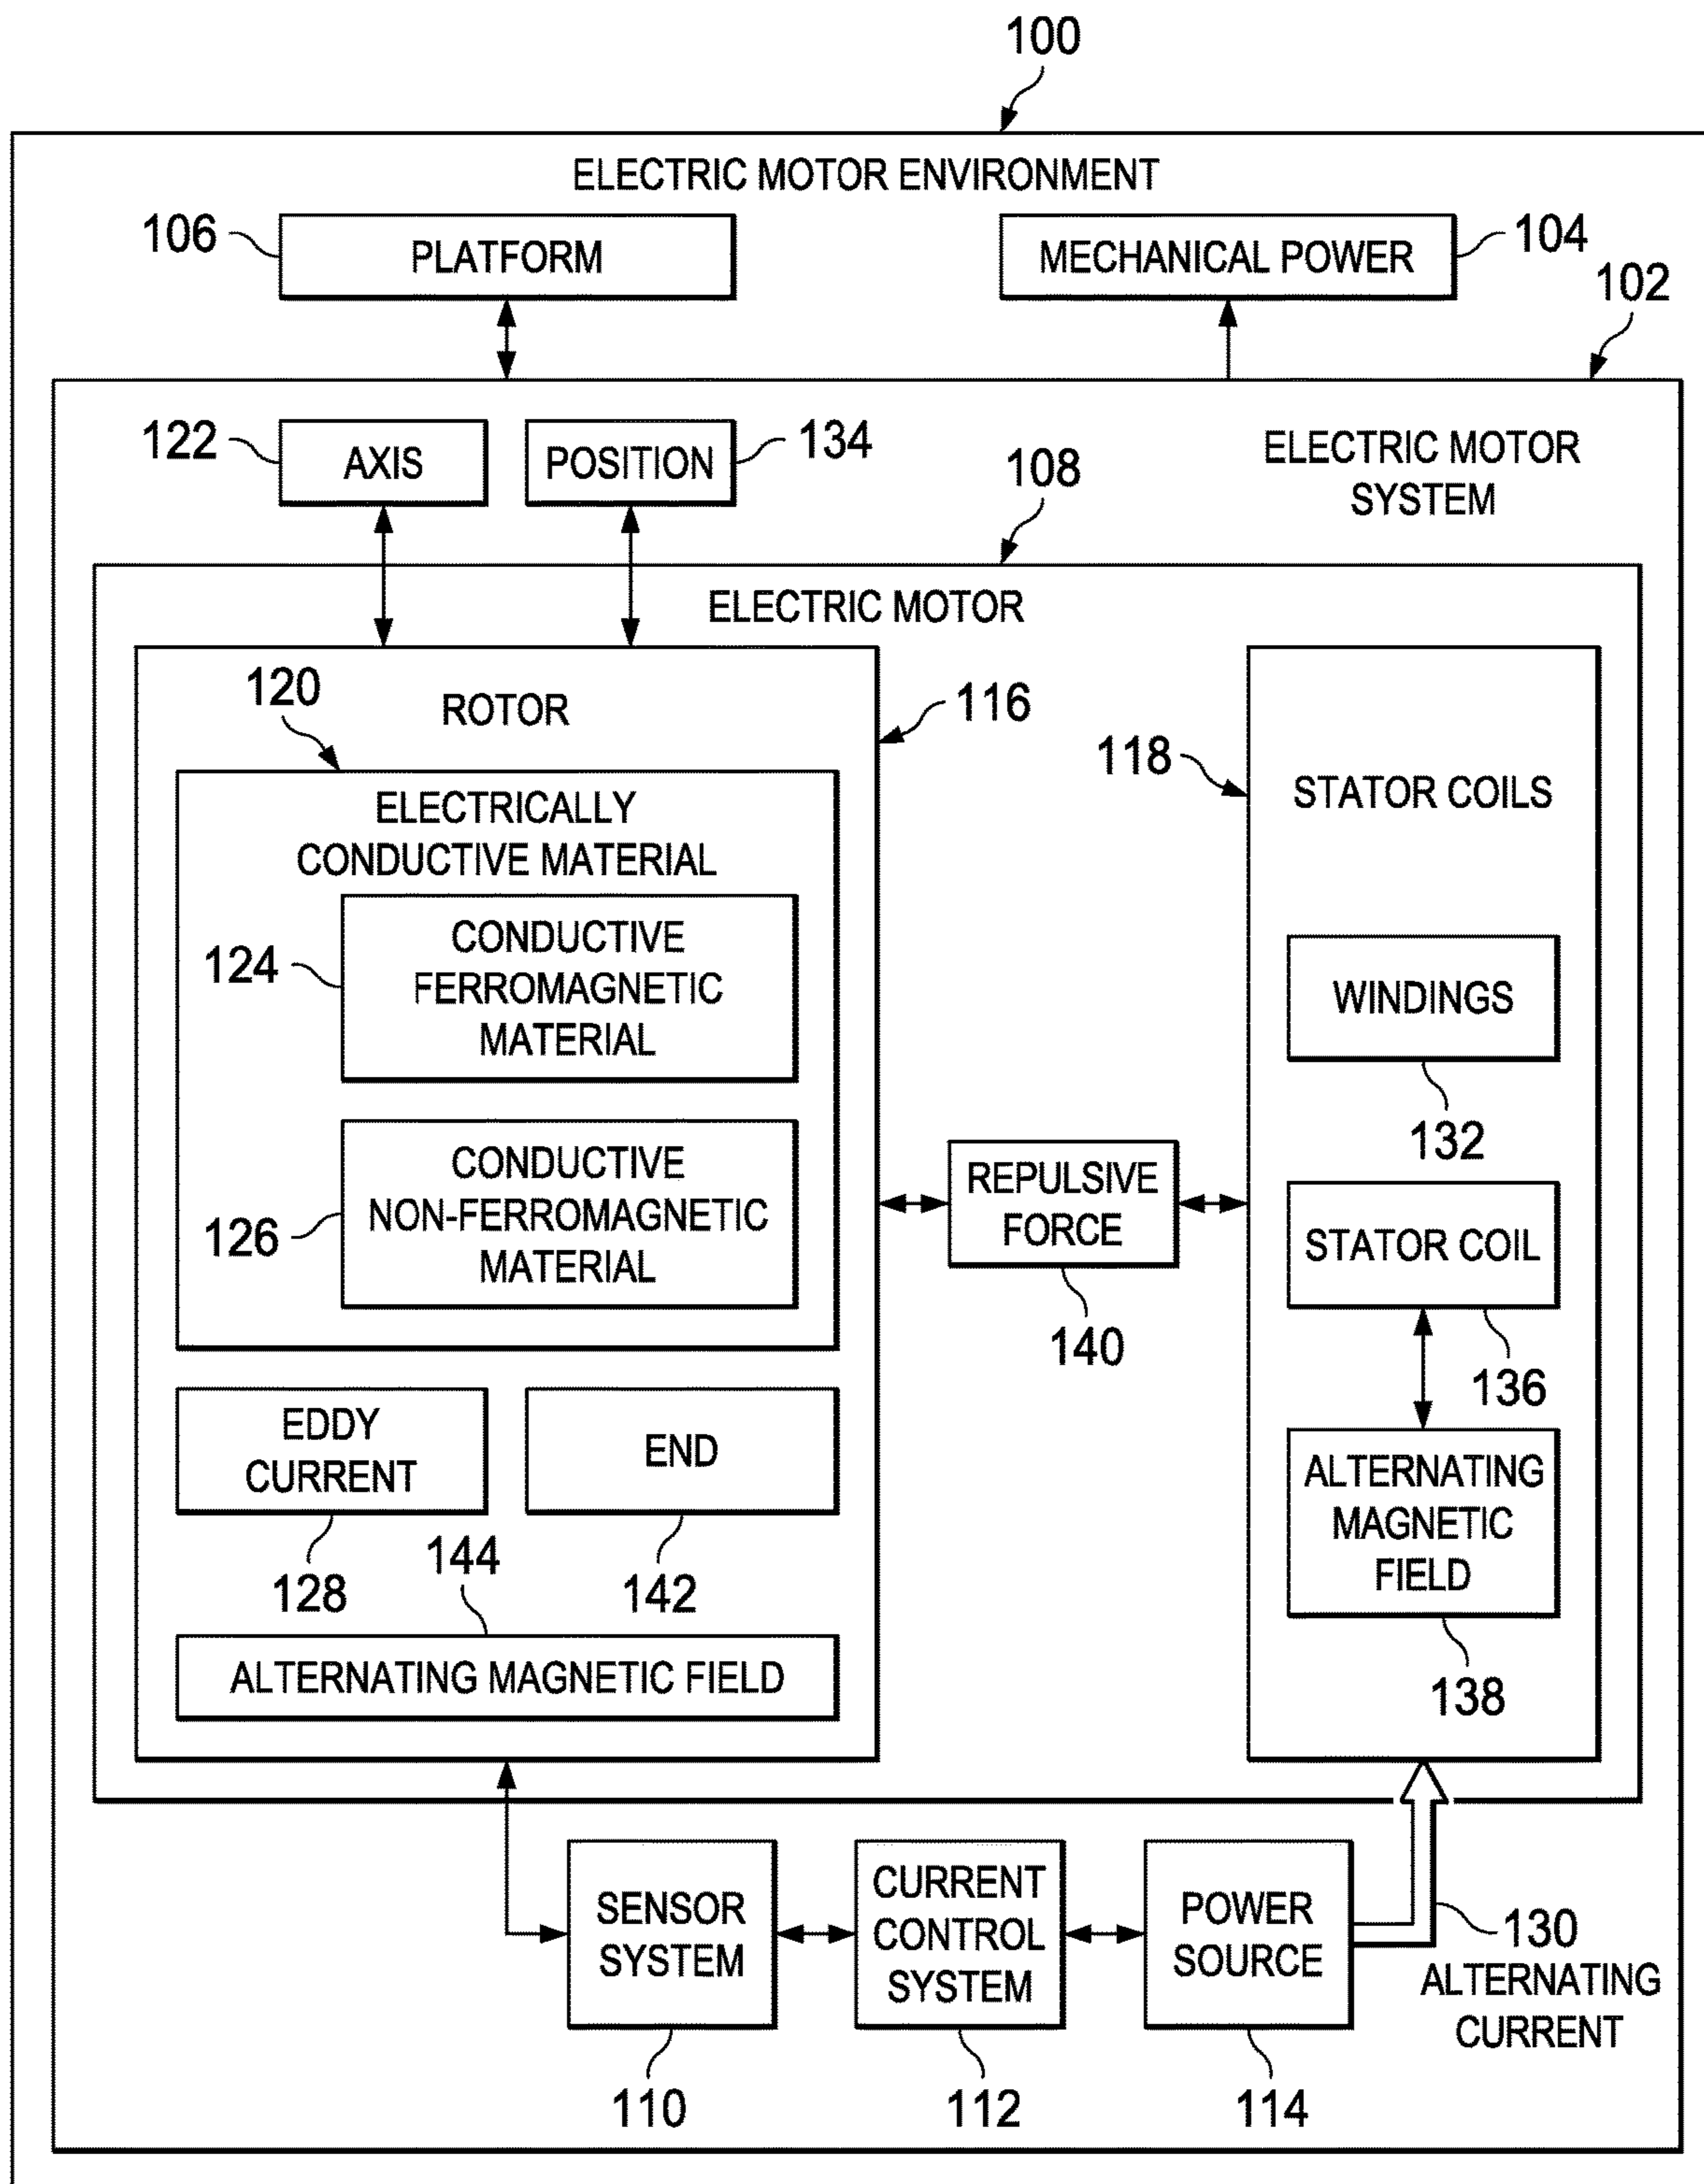 100
ELECTRIC MOTOR ENVIRONMENT
106
PLATFORM
MECHANICAL POWER
104
102
122
AXIS
POSITION
134
ELECTRIC MOTOR
SYSTEM
108
ELECTRIC MOTOR
120
ROTOR
116
118
STATOR COILS
ELECTRICALLY
CONDUCTIVE MATERIAL
124
CONDUCTIVE
FERROMAGNETIC
MATERIAL
WINDINGS
132
126
CONDUCTIVE
NON-FERROMAGNETIC
MATERIAL
REPULSIVE
FORCE
140
STATOR COIL
136
EDDY
CURRENT
128
END
142
ALTERNATING
MAGNETIC
FIELD
138
144
ALTERNATING MAGNETIC FIELD
SENSOR
SYSTEM
110
CURRENT
CONTROL
SYSTEM
112
POWER
SOURCE
114
130
ALTERNATING
CURRENT